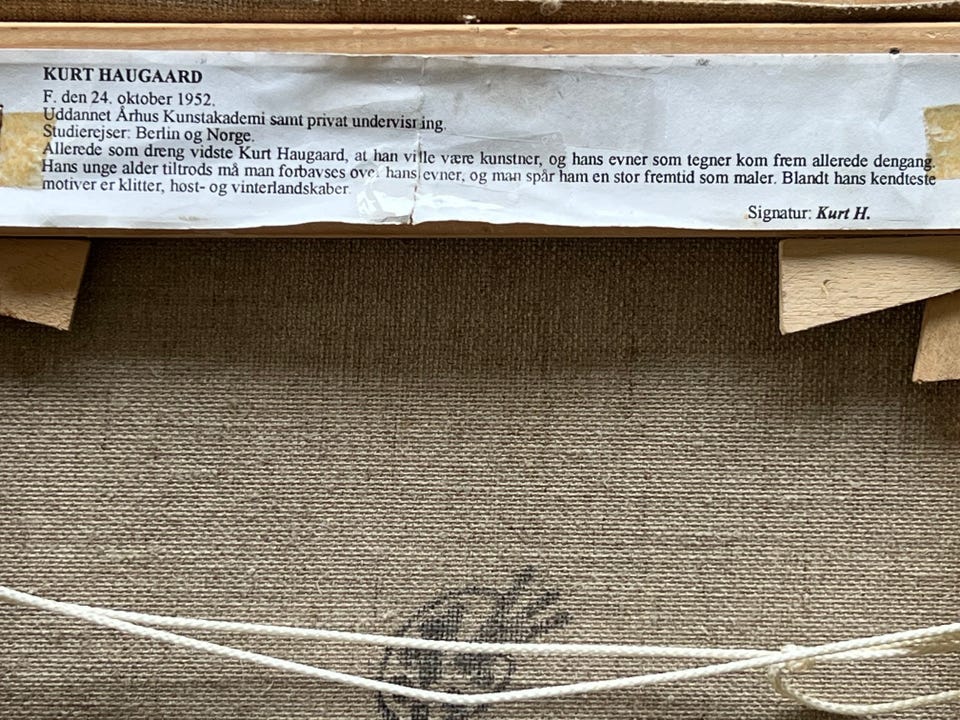 KURT HAUGAARD
F. den 24. oktober 1952.
Uddannet Århus Kunstakademi samt privat undervisning.
Studierejser: Berlin og Norge.
Allerede som dreng vidste Kurt Haugaard, at han ville være kunstner, og hans evner som tegner kom frem allerede dengang.
Hans unge alder tiltrods må man forbavses over hans evner, og man spår ham en stor fremtid som maler. Blandt hans kendteste
motiver er klitter, høst- og vinterlandskaber.
Signatur: Kurt H.